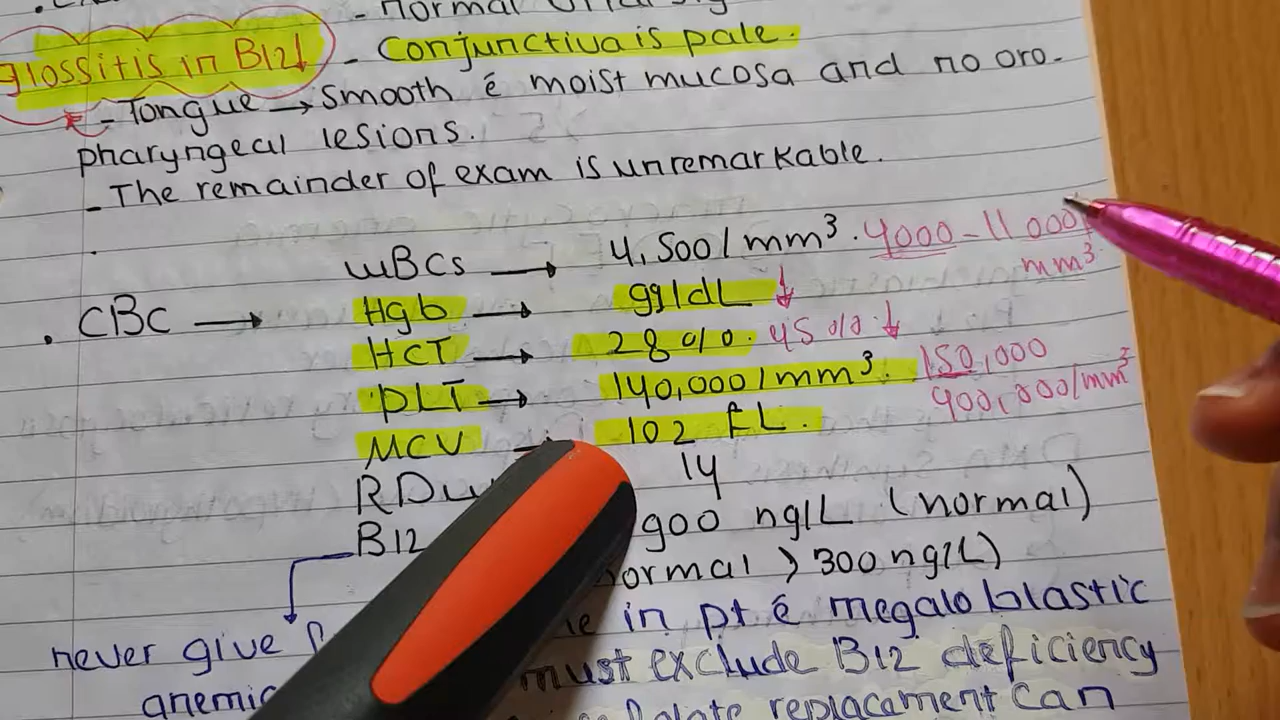 - normal
glossitis in B12↓ - Conjunctiva is pale.
- Tongue → smooth é moist mucosa and no oro-
pharyngeal lesions.
- The remainder of exam is unremarkable.
WBCs → 4,500/mm³. 4000 - 11 000/
mm³
• CBC → Hgb → 9g/dL ↓
HCT → 28%. 45% ↓
PLT → 140,000/mm³. 150,000
400,000/mm³
MCV → 102 FL.
RDW 14
B12 900 ng/L (normal)
normal > 300 ng/L)
never give in pt é megaloblastic
must exclude B12 deficiency
Folate replacement can